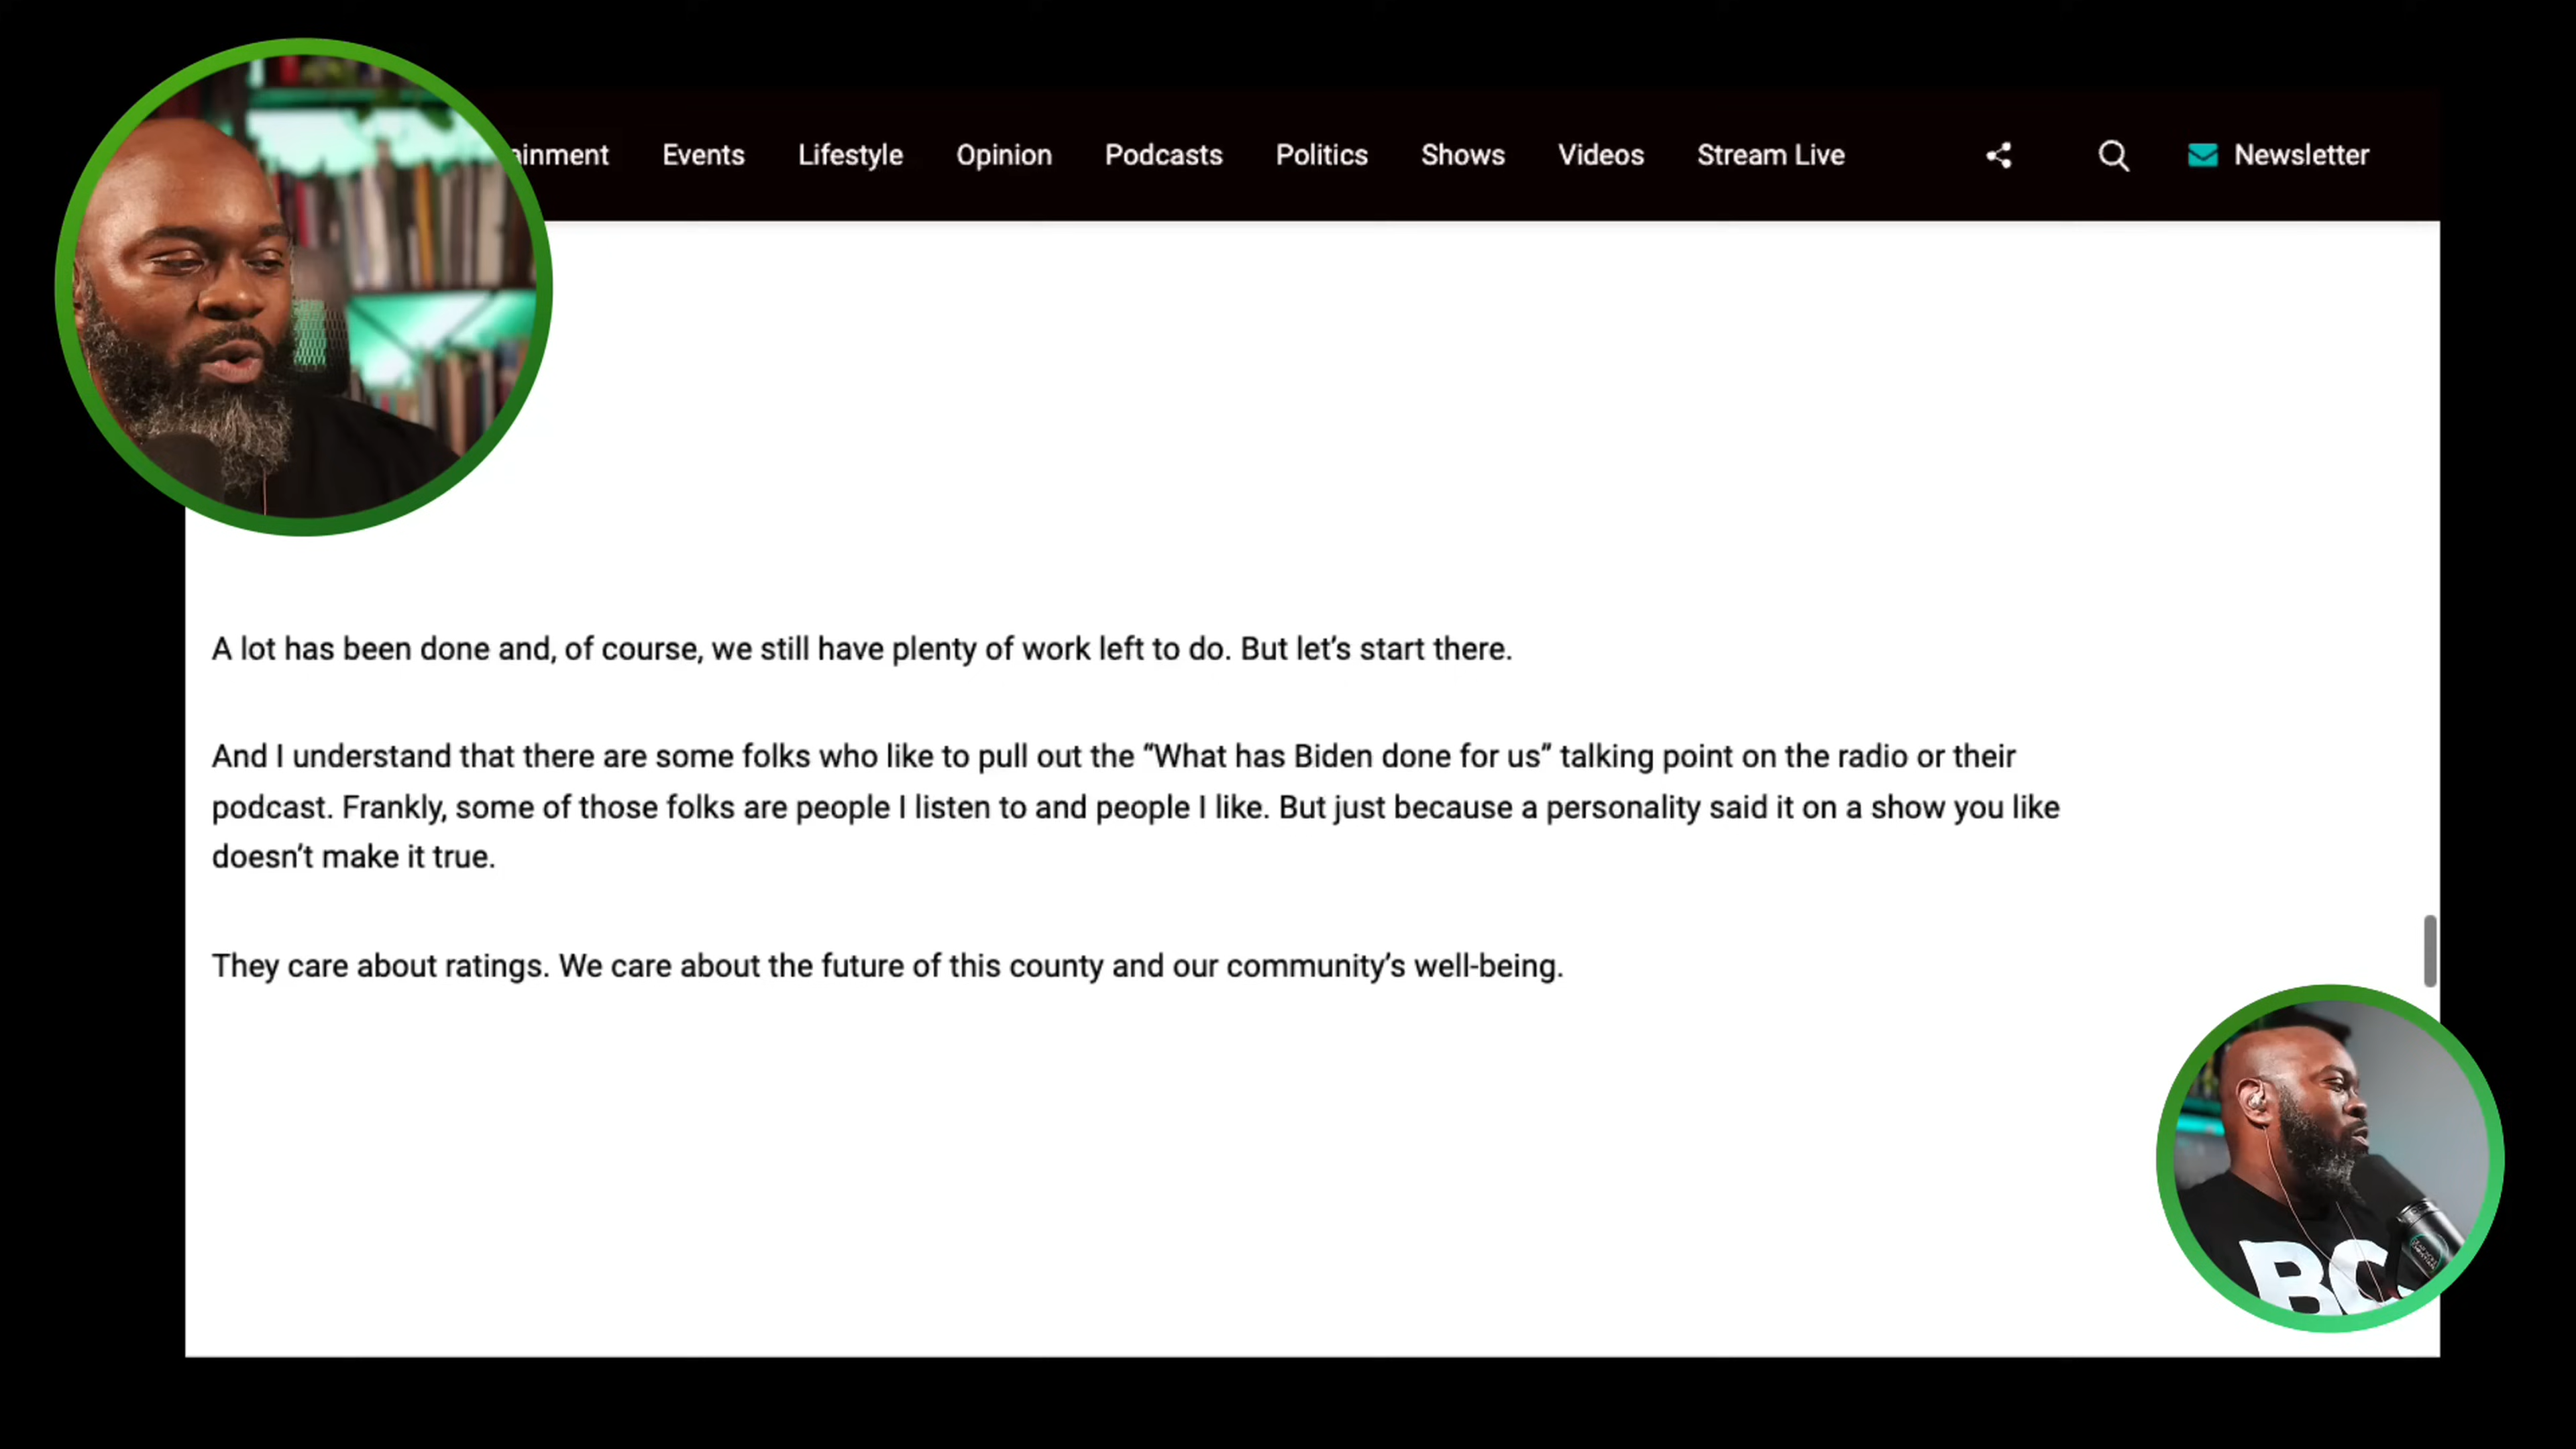 ainment Events Lifestyle Opinion Podcasts Politics Shows Videos Stream Live Newsletter
A lot has been done and, of course, we still have plenty of work left to do. But let’s start there.
And I understand that there are some folks who like to pull out the “What has Biden done for us” talking point on the radio or their
podcast. Frankly, some of those folks are people I listen to and people I like. But just because a personality said it on a show you like
doesn’t make it true.
They care about ratings. We care about the future of this county and our community’s well-being.
BC